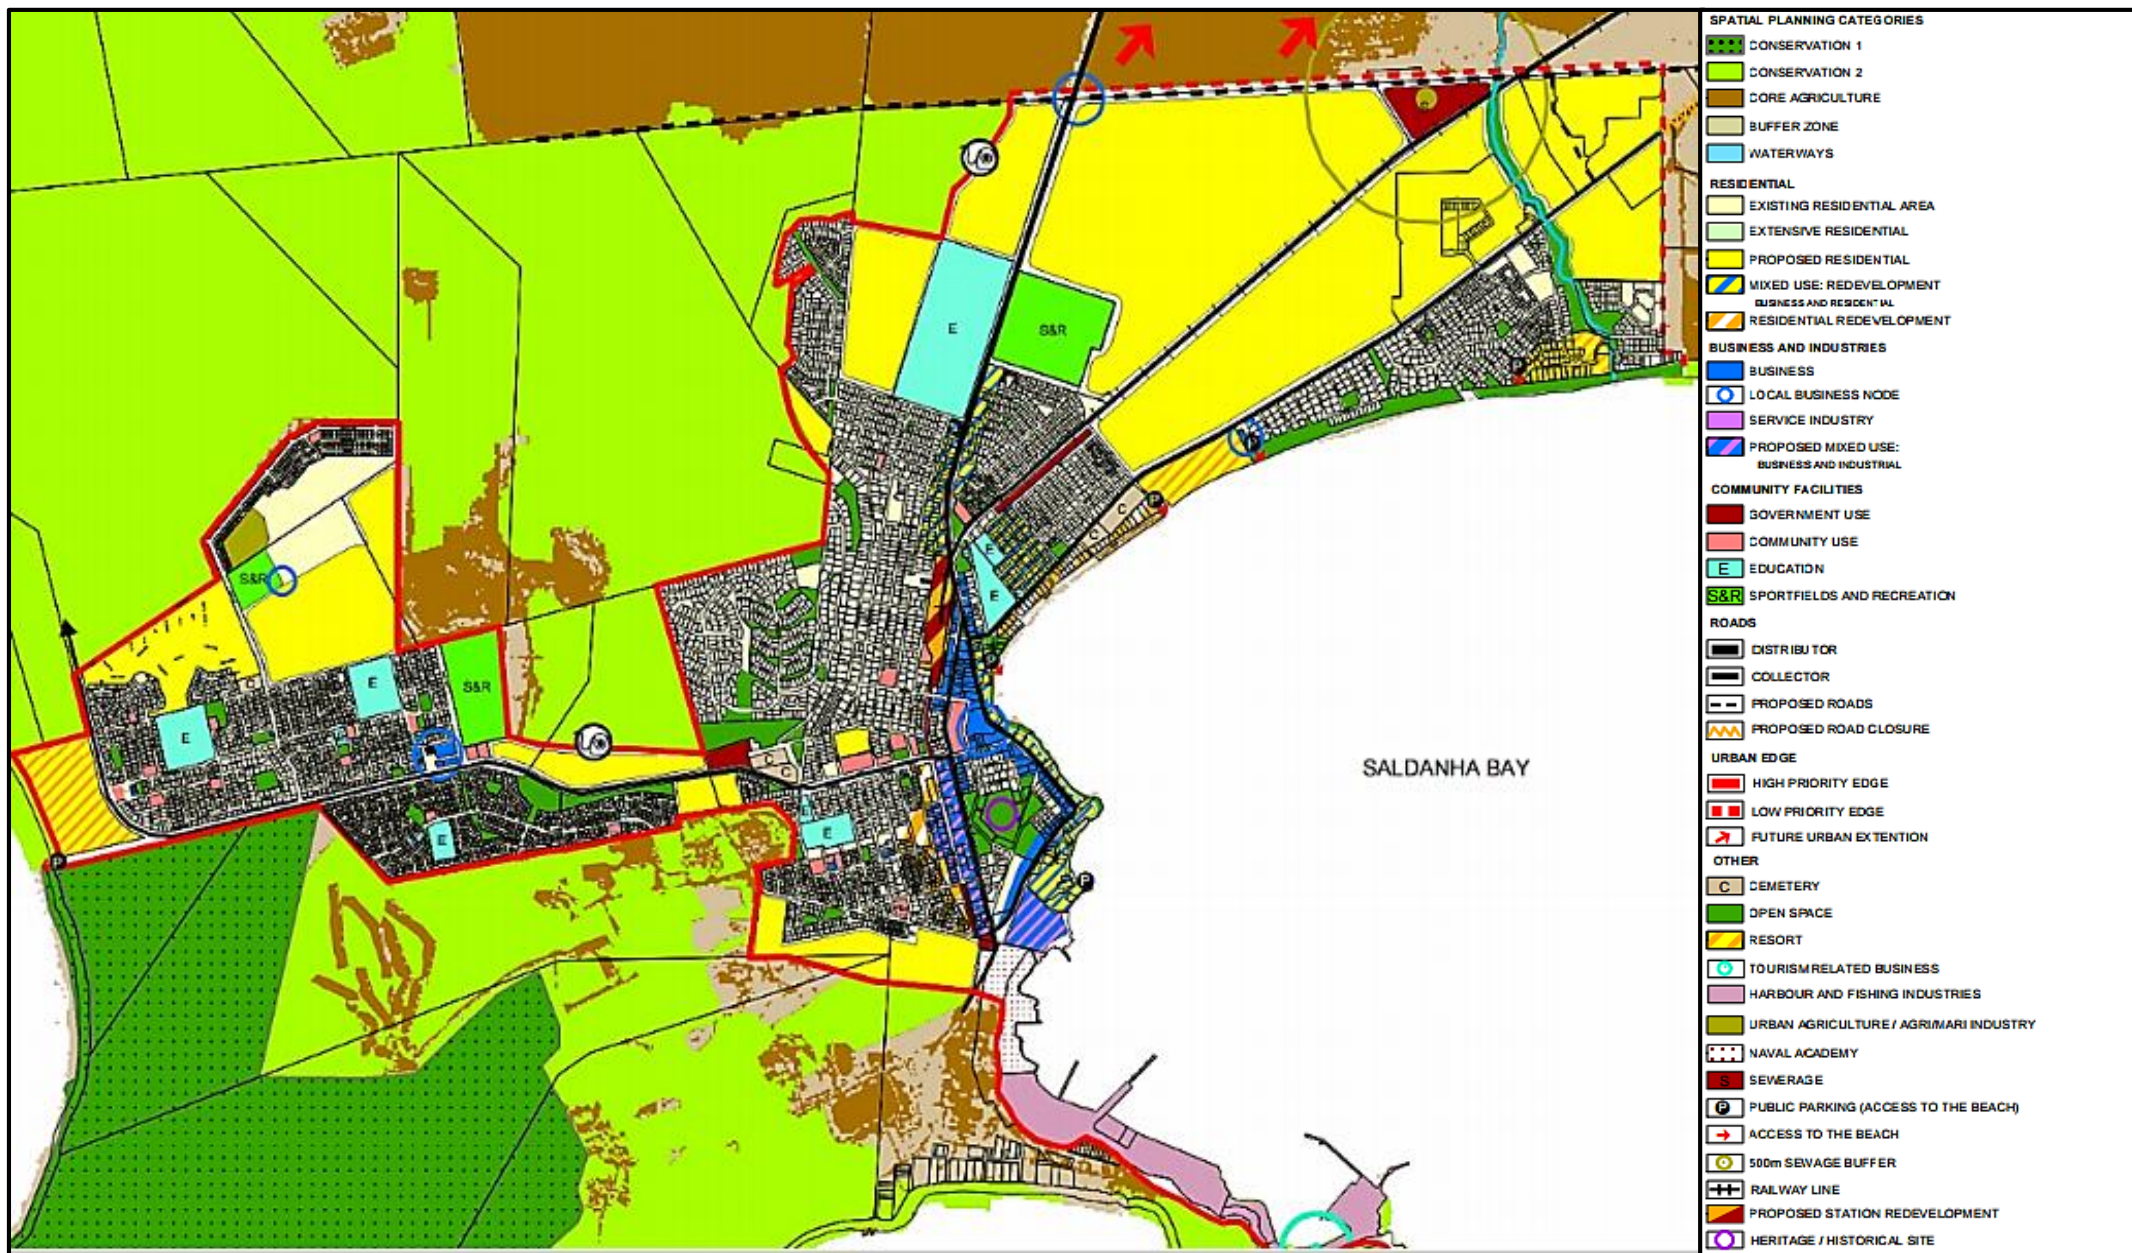 SPATIAL PLANNING CATEGORIES
CONSERVATION 1
CONSERVATION 2
CORE AGRICULTURE
BUFFER ZONE
WATERWAYS
RESIDENTIAL
EXISTING RESIDENTIAL AREA
EXTENSIVE RESIDENTIAL
PROPOSED RESIDENTIAL
MIXED USE: REDEVELOPMENT
BUSINESS AND RESIDENTIAL
RESIDENTIAL REDEVELOPMENT
BUSINESS AND INDUSTRIES
BUSINESS
LOCAL BUSINESS NODE
SERVICE INDUSTRY
PROPOSED MIXED USE:
BUSINESS AND INDUSTRIAL
COMMUNITY FACILITIES
GOVERNMENT USE
COMMUNITY USE
E EDUCATION
S&R SPORTFIELDS AND RECREATION
ROADS
DISTRIBUTOR
COLLECTOR
PROPOSED ROADS
PROPOSED ROAD CLOSURE
URBAN EDGE
HIGH PRIORITY EDGE
LOW PRIORITY EDGE
FUTURE URBAN EXTENTION
OTHER
C CEMETERY
OPEN SPACE
RESORT
TOURISM RELATED BUSINESS
HARBOUR AND FISHING INDUSTRIES
URBAN AGRICULTURE / AGRI/MARI INDUSTRY
NAVAL ACADEMY
S SEWERAGE
P PUBLIC PARKING (ACCESS TO THE BEACH)
ACCESS TO THE BEACH
500m SEWAGE BUFFER
RAILWAY LINE
PROPOSED STATION REDEVELOPMENT
HERITAGE / HISTORICAL SITE
E
S&R
P
P
C
C
E
E
S&R
E
S&R
E
C
C
C
E
E
P
P
SALDANHA BAY